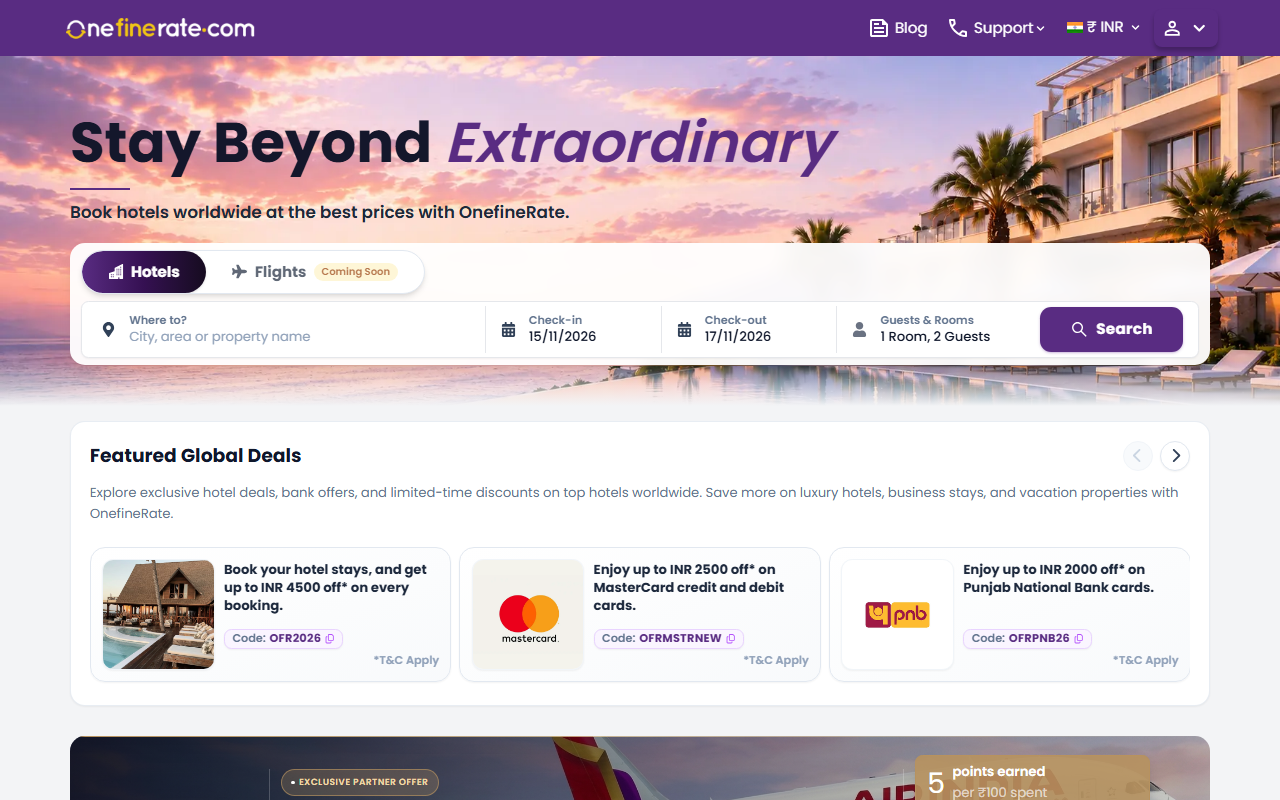 Onefinerate.com
Blog
Support
₹ INR
Stay Beyond Extraordinary
Book hotels worldwide at the best prices with OnefineRate.
Hotels
Flights
Coming Soon
Where to?
City, area or property name
Check-in
15/11/2026
Check-out
17/11/2026
Guests & Rooms
1 Room, 2 Guests
Search
Featured Global Deals
Explore exclusive hotel deals, bank offers, and limited-time discounts on top hotels worldwide. Save more on luxury hotels, business stays, and vacation properties with
OnefineRate.
Book your hotel stays, and get
up to INR 4500 off* on every
booking.
Code: OFR2026
*T&C Apply
mastercard.
Enjoy up to INR 2500 off* on
MasterCard credit and debit
cards.
Code: OFRMSTRNEW
*T&C Apply
pnb
Enjoy up to INR 2000 off* on
Punjab National Bank cards.
Code: OFRPNB26
*T&C Apply
• EXCLUSIVE PARTNER OFFER
5 points earned
per ₹100 spent